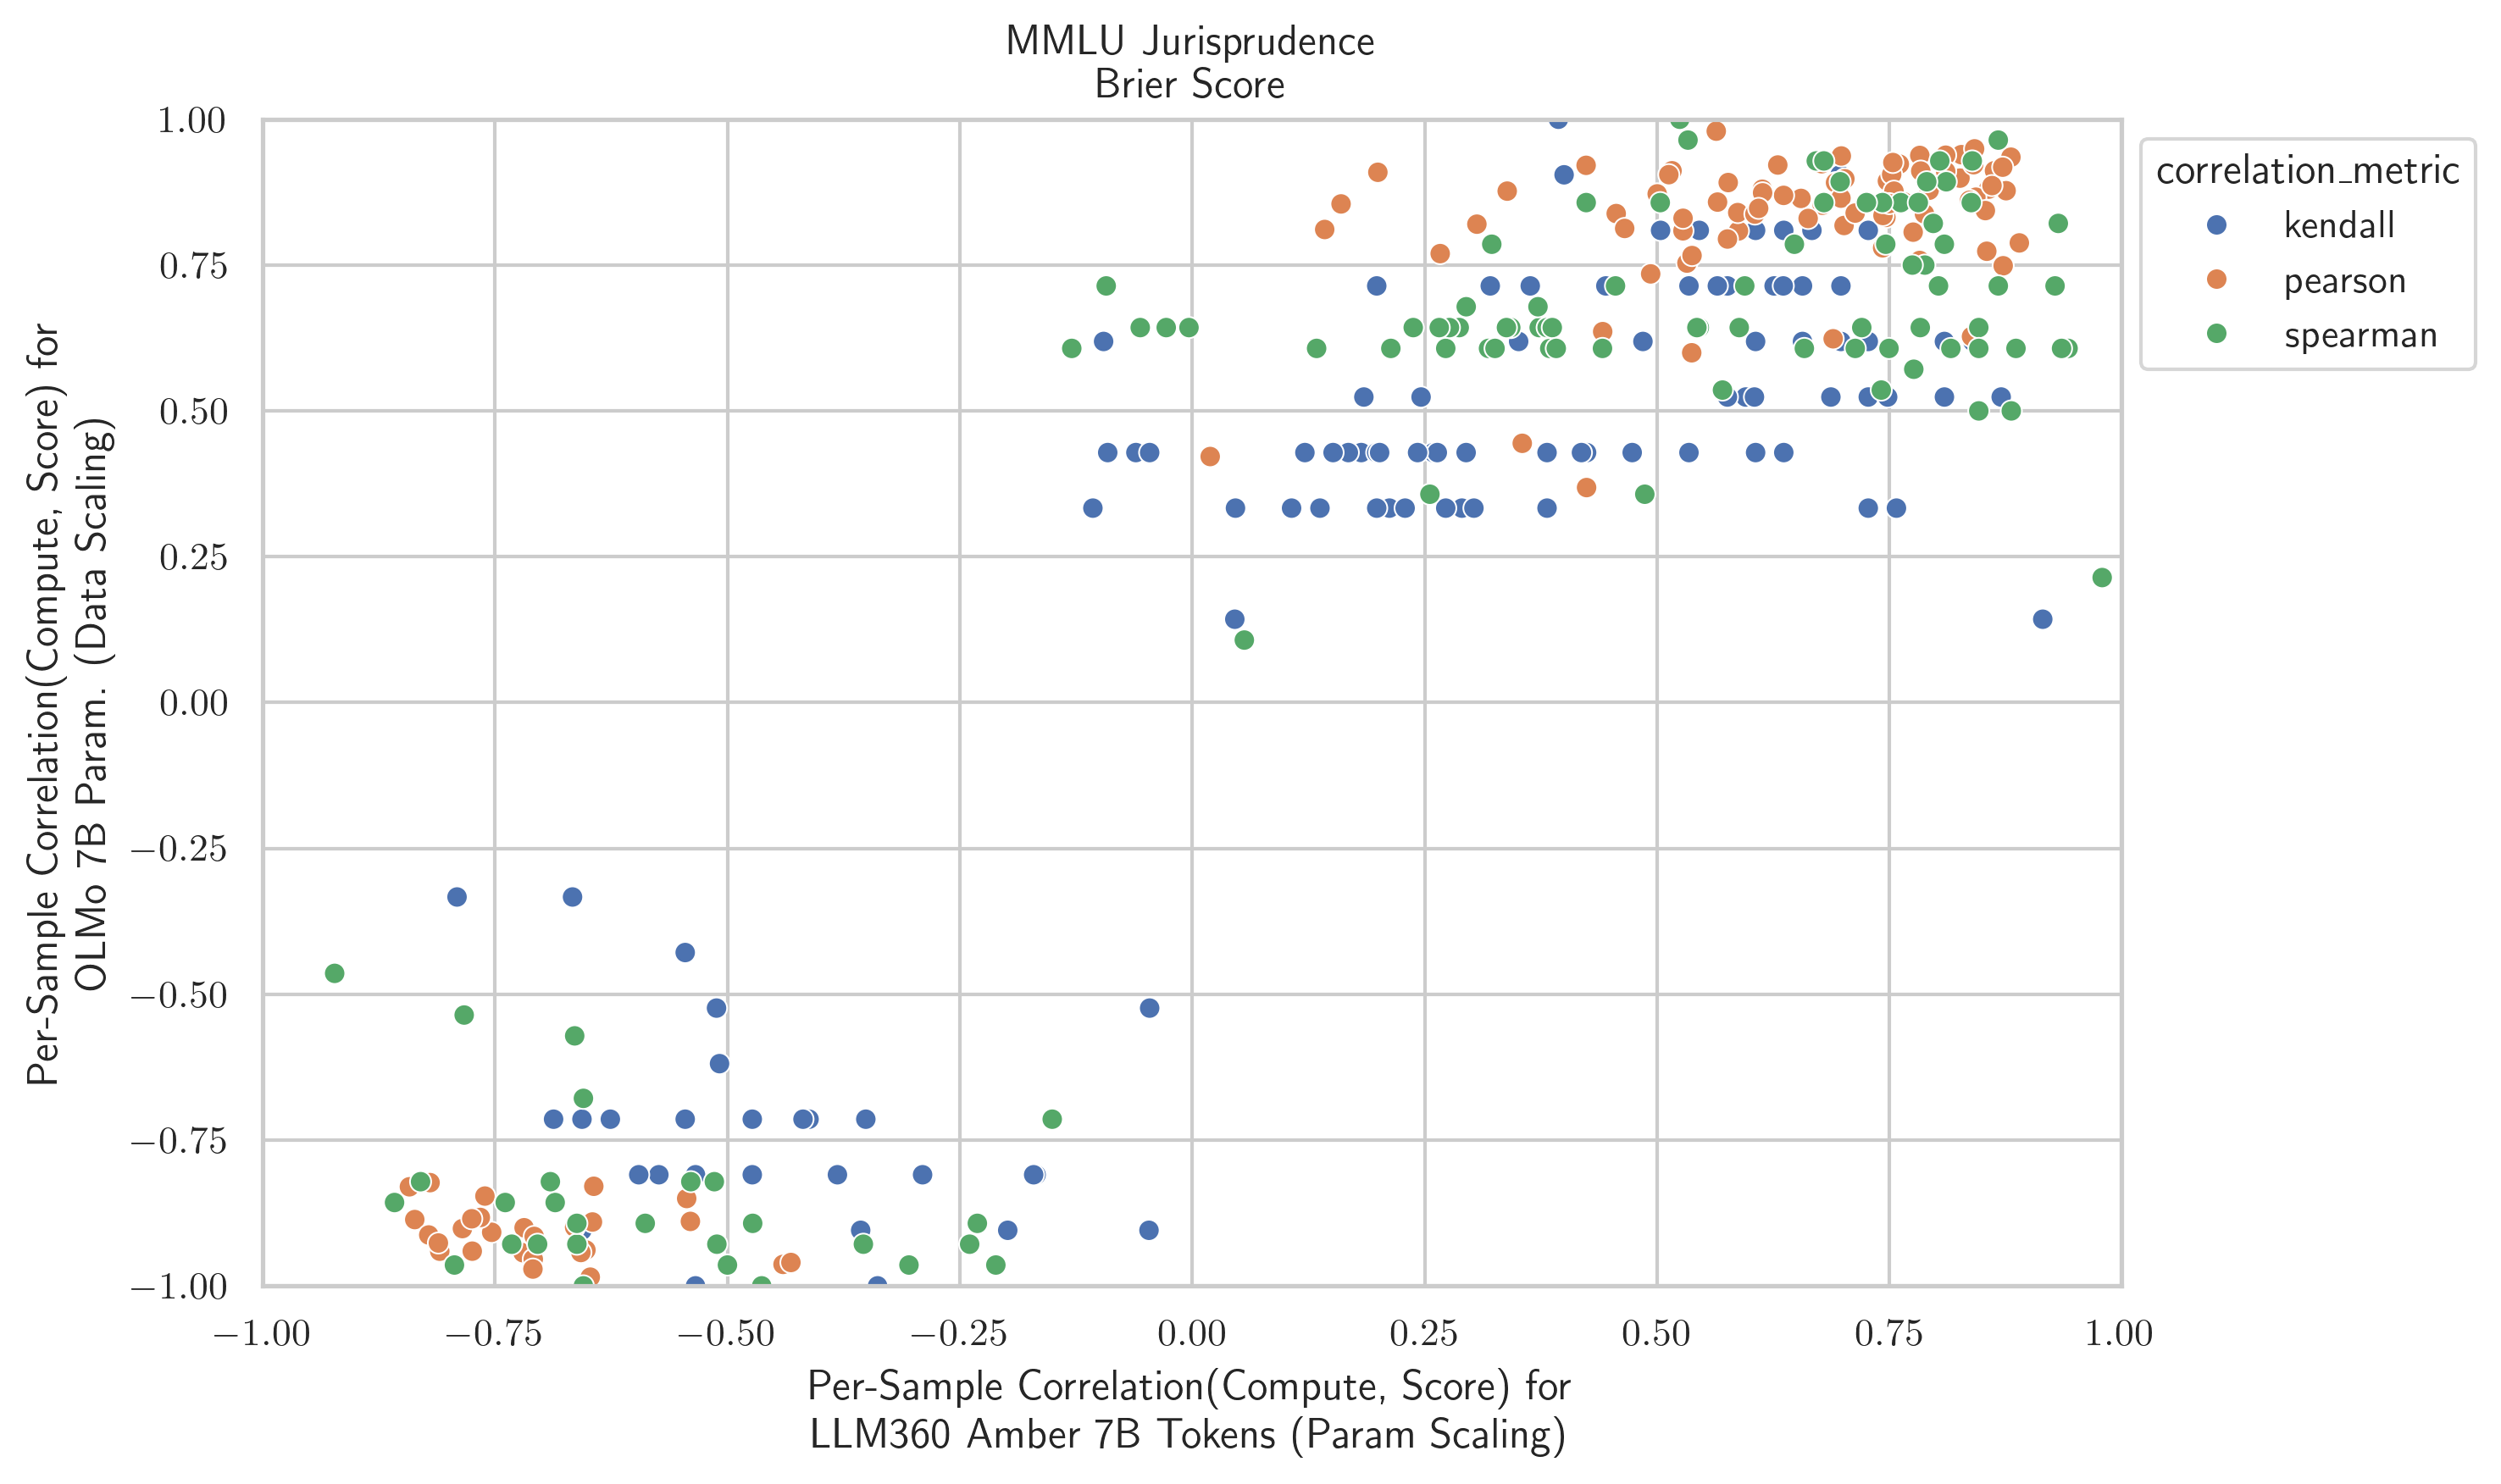 MMLU Jurisprudence
Brier Score
Per-Sample Correlation(Compute, Score) for
OLMo 7B Param. (Data Scaling)
1.00
0.75
0.50
0.25
0.00
−0.25
−0.50
−0.75
−1.00
−1.00 −0.75 −0.50 −0.25 0.00 0.25 0.50 0.75 1.00
Per-Sample Correlation(Compute, Score) for
LLM360 Amber 7B Tokens (Param Scaling)
correlation_metric
kendall
pearson
spearman